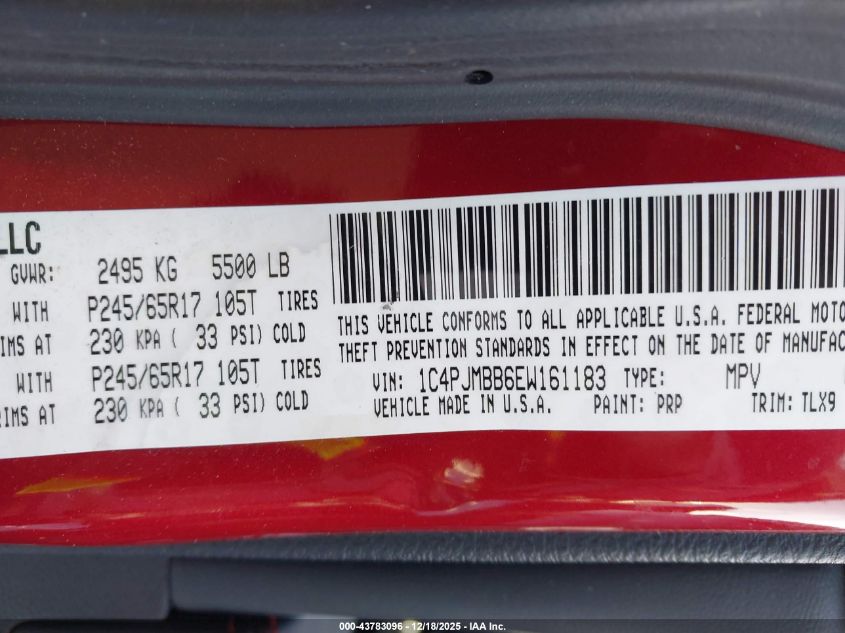 LLC
GVWR: 2495 KG 5500 LB
WITH P245/65R17 105T TIRES
IMS AT 230 KPA ( 33 PSI) COLD
WITH P245/65R17 105T TIRES
RIMS AT 230 KPA ( 33 PSI) COLD
THIS VEHICLE CONFORMS TO ALL APPLICABLE U.S.A. FEDERAL MOTO
THEFT PREVENTION STANDARDS IN EFFECT ON THE DATE OF MANUFAC
VIN: 1C4PJMBB6EW161183 TYPE: MPV
VEHICLE MADE IN U.S.A. PAINT: PRP TRIM: TLX9
000-43783096 - 12/18/2025 - IAA Inc.